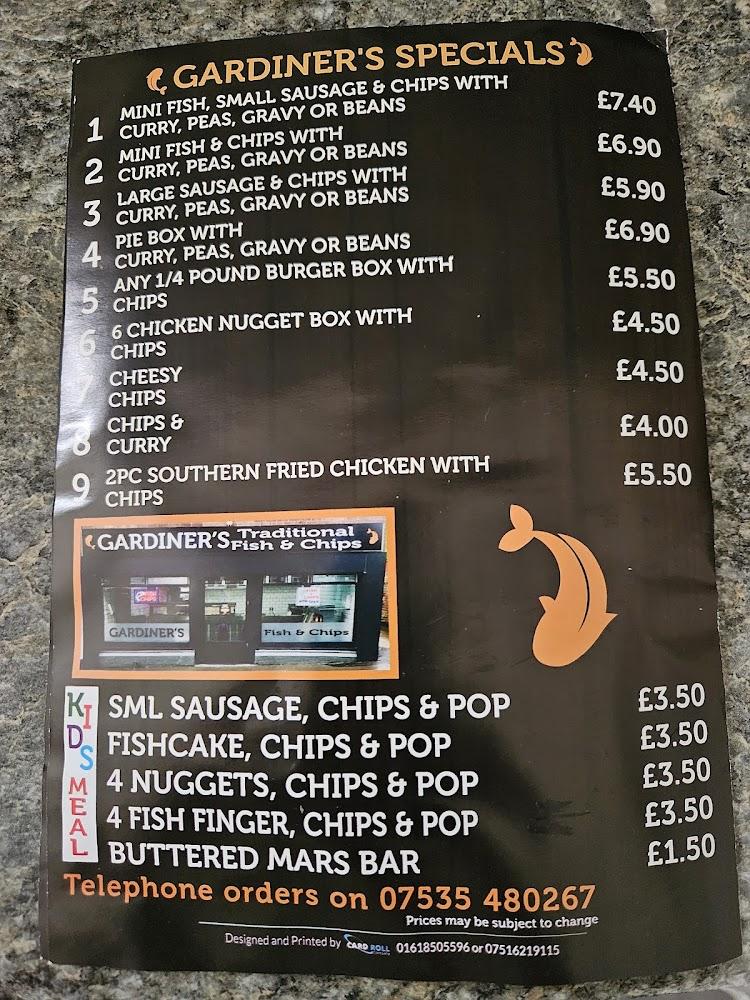 GARDINER'S SPECIALS
1 MINI FISH, SMALL SAUSAGE & CHIPS WITH
CURRY, PEAS, GRAVY OR BEANS £7.40
2 MINI FISH & CHIPS WITH
CURRY, PEAS, GRAVY OR BEANS £6.90
3 LARGE SAUSAGE & CHIPS WITH
CURRY, PEAS, GRAVY OR BEANS £5.90
4 PIE BOX WITH
CURRY, PEAS, GRAVY OR BEANS £6.90
5 ANY 1/4 POUND BURGER BOX WITH
CHIPS £5.50
6 6 CHICKEN NUGGET BOX WITH
CHIPS £4.50
7 CHEESY
CHIPS £4.50
8 CHIPS &
CURRY £4.00
9 2PC SOUTHERN FRIED CHICKEN WITH
CHIPS £5.50
GARDINER'S Traditional
Fish & Chips
GARDINER'S
Fish & Chips
KIDS MEAL
SML SAUSAGE, CHIPS & POP £3.50
FISHCAKE, CHIPS & POP £3.50
4 NUGGETS, CHIPS & POP £3.50
4 FISH FINGER, CHIPS & POP £3.50
BUTTERED MARS BAR £1.50
Telephone orders on 07535 480267
Prices may be subject to change
Designed and Printed by CARD ROLL 01618505596 or 07516219115